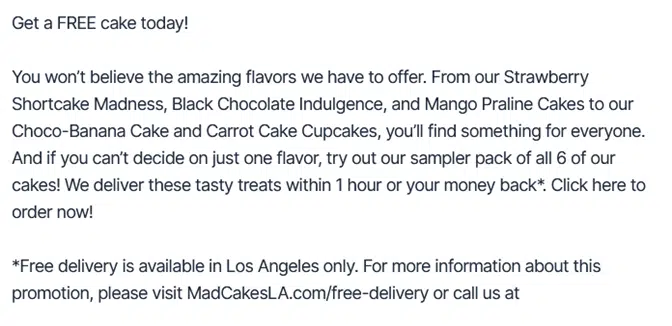 Get a FREE cake today!
You won't believe the amazing flavors we have to offer. From our Strawberry
Shortcake Madness, Black Chocolate Indulgence, and Mango Praline Cakes to our
Choco-Banana Cake and Carrot Cake Cupcakes, you'll find something for everyone.
And if you can't decide on just one flavor, try out our sampler pack of all 6 of our
cakes! We deliver these tasty treats within 1 hour or your money back*. Click here to
order now!
*Free delivery is available in Los Angeles only. For more information about this
promotion, please visit MadCakesLA.com/free-delivery or call us at